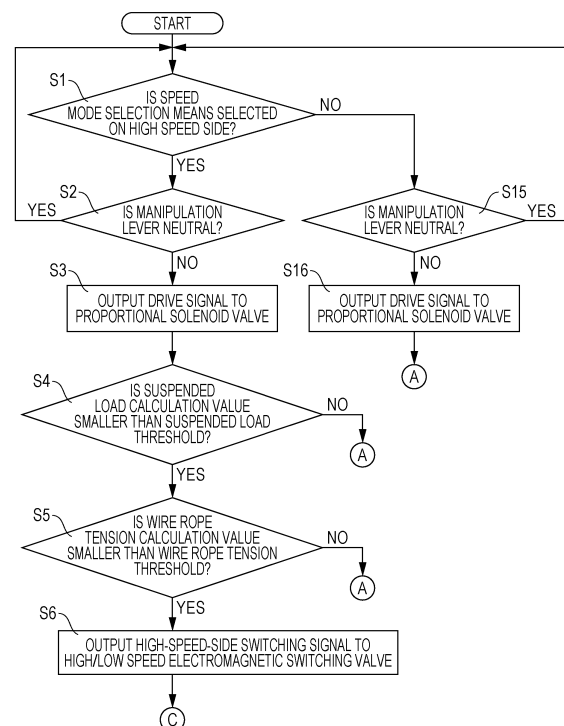 START
S1
IS SPEED
MODE SELECTION MEANS SELECTED
ON HIGH SPEED SIDE?
NO
YES
S2
YES
IS MANIPULATION
LEVER NEUTRAL?
NO
S15
IS MANIPULATION
LEVER NEUTRAL?
YES
NO
S3
OUTPUT DRIVE SIGNAL TO
PROPORTIONAL SOLENOID VALVE
S16
OUTPUT DRIVE SIGNAL TO
PROPORTIONAL SOLENOID VALVE
A
S4
IS SUSPENDED
LOAD CALCULATION VALUE
SMALLER THAN SUSPENDED LOAD
THRESHOLD?
NO
A
YES
S5
IS WIRE ROPE
TENSION CALCULATION VALUE
SMALLER THAN WIRE ROPE TENSION
THRESHOLD?
NO
A
YES
S6
OUTPUT HIGH-SPEED-SIDE SWITCHING SIGNAL TO
HIGH/LOW SPEED ELECTROMAGNETIC SWITCHING VALVE
C